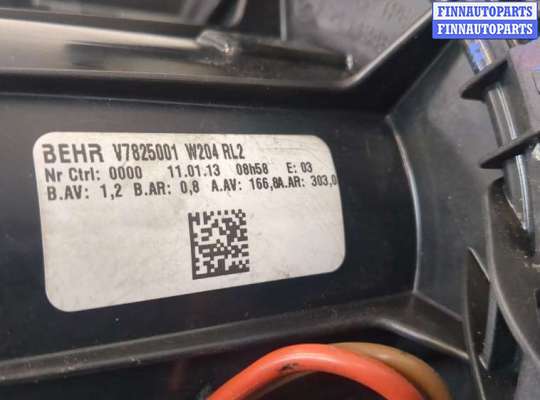 FINNAUTOPARTS
FINNAUTOPARTS
BEHR V7825001 W204 RL2
Nr Ctrl: 0000 11.01.13 08h58 E: 03
B.AV: 1,2 B.AR: 0,8 A.AV: 166,8A.AR: 303,0